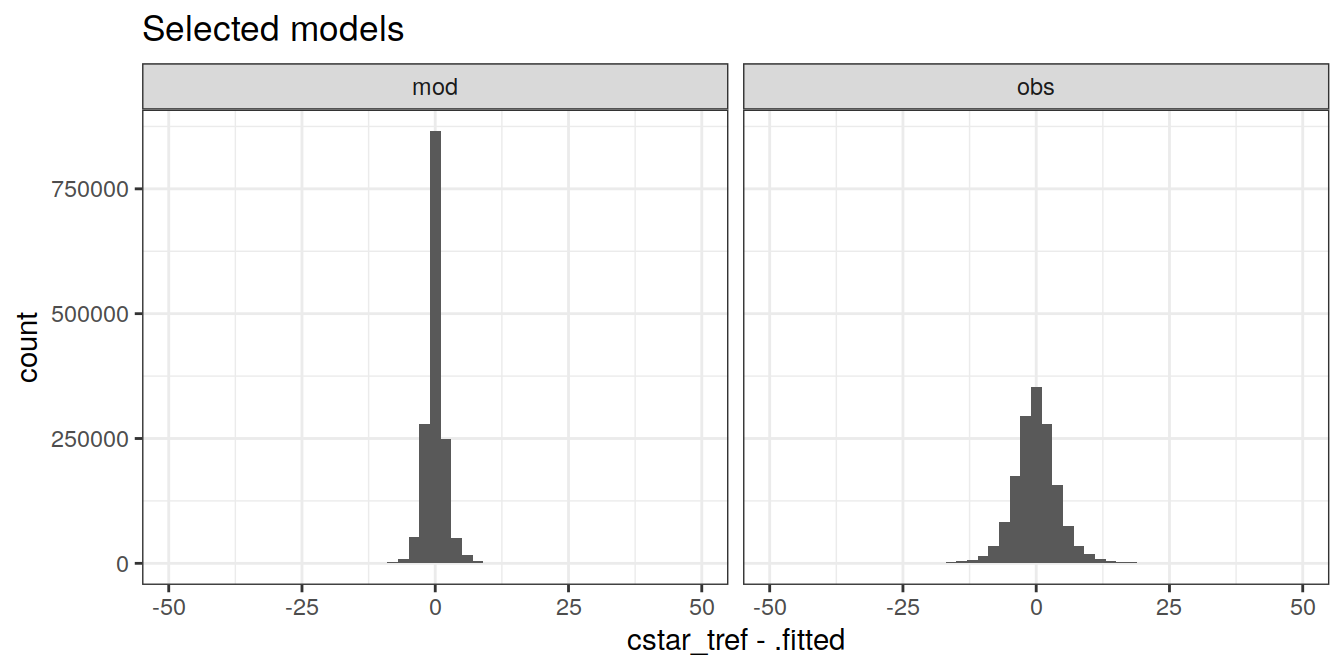 Selected models
mod obs
count
750000
500000
250000
0
-50 -25 0 25 50 -50 -25 0 25 50
cstar_tref - .fitted